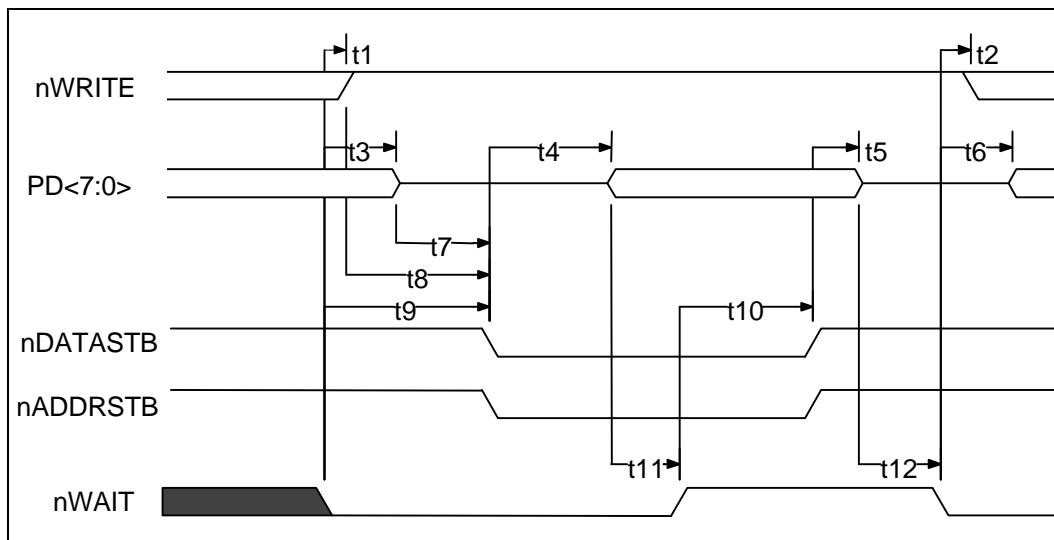 t1 t2
nWRITE
t3 t4 t5 t6
PD<7:0>
t7
t8
t9 t10
nDATASTB
nADDRSTB
t11 t12
nWAIT